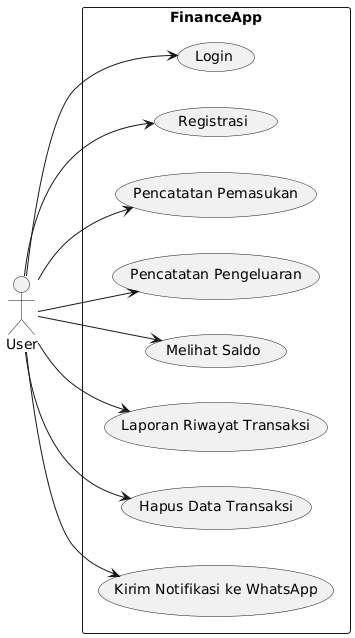 FinanceApp
Login
Registrasi
Pencatatan Pemasukan
Pencatatan Pengeluaran
Melihat Saldo
User
Laporan Riwayat Transaksi
Hapus Data Transaksi
Kirim Notifikasi ke WhatsApp